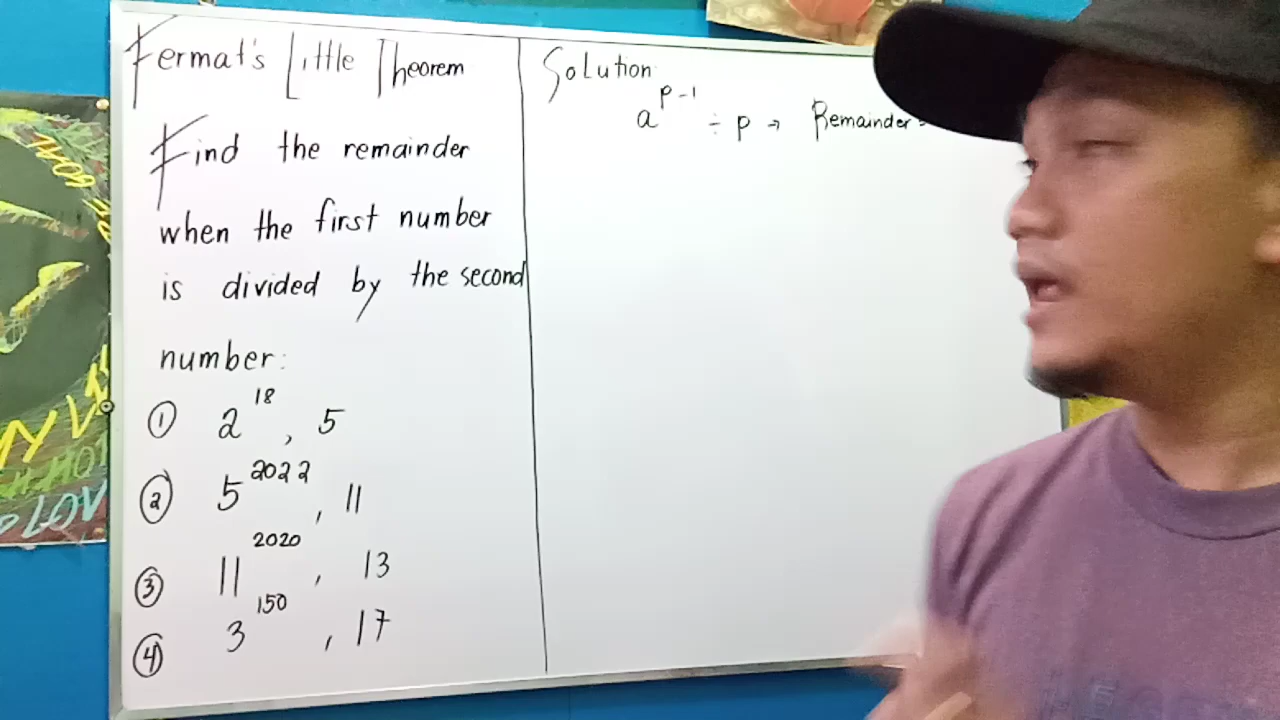 Fermat's Little Theorem
Find the remainder
when the first number
is divided by the second
number:
① 2^18, 5
② 5^2022, 11
③ 11^2020, 13
④ 3^150, 17
Solution
a^p-1 ÷ p → Remainder =